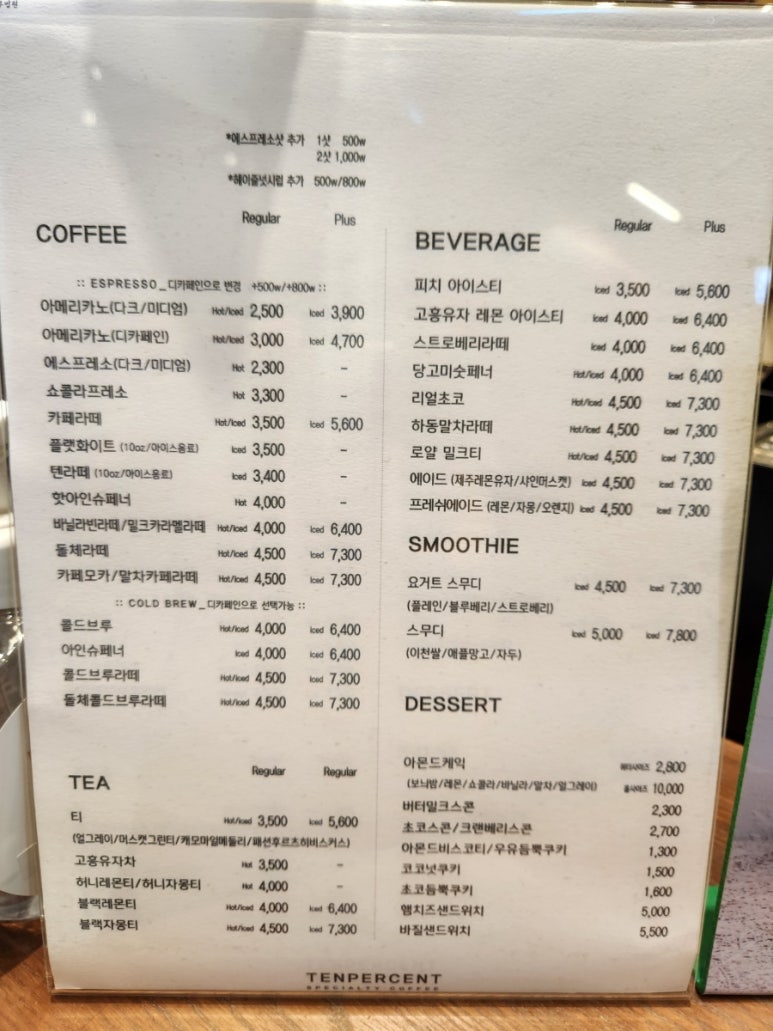 *에스프레소샷 추가 1샷 500w
2샷 1,000w
*헤이즐넛시럽 추가 500w/800w
COFFEE Regular Plus
:: ESPRESSO_디카페인으로 변경 +500w/+800w ::
아메리카노(다크/미디엄) Hot/Iced 2,500 Iced 3,900
아메리카노(디카페인) Hot/Iced 3,000 Iced 4,700
에스프레소(다크/미디엄) Hot 2,300 -
쇼콜라프레소 Hot 3,300 -
카페라떼 Hot/Iced 3,500 Iced 5,600
플랫화이트 (10oz/아이스음료) Iced 3,500 -
텐라떼 (10oz/아이스음료) Iced 3,400 -
핫아인슈페너 Hot 4,000 -
바닐라빈라떼/밀크카라멜라떼 Hot/Iced 4,000 Iced 6,400
돌체라떼 Hot/Iced 4,500 Iced 7,300
카페모카/말차카페라떼 Hot/Iced 4,500 Iced 7,300
:: COLD BREW_디카페인으로 선택가능 ::
콜드브루 Hot/Iced 4,000 Iced 6,400
아인슈페너 Iced 4,000 Iced 6,400
콜드브루라떼 Hot/Iced 4,500 Iced 7,300
돌체콜드브루라떼 Hot/Iced 4,500 Iced 7,300
TEA Regular Regular
티 Hot/Iced 3,500 Iced 5,600
(얼그레이/머스캣그린티/캐모마일메들리/패션후르츠히비스커스)
고흥유자차 Hot 3,500 -
허니레몬티/허니자몽티 Hot 4,000 -
블랙레몬티 Hot/Iced 4,000 Iced 6,400
블랙자몽티 Hot/Iced 4,500 Iced 7,300
BEVERAGE Regular Plus
피치 아이스티 Iced 3,500 Iced 5,600
고흥유자 레몬 아이스티 Iced 4,000 Iced 6,400
스트로베리라떼 Iced 4,000 Iced 6,400
당고미숫페너 Hot/Iced 4,000 Iced 6,400
리얼초코 Hot/Iced 4,500 Iced 7,300
하동말차라떼 Hot/Iced 4,500 Iced 7,300
로얄 밀크티 Hot/Iced 4,500 Iced 7,300
에이드 (제주레몬유자/샤인머스캣) Iced 4,500 Iced 7,300
프레쉬에이드 (레몬/자몽/오렌지) Iced 4,500 Iced 7,300
SMOOTHIE
요거트 스무디 Iced 4,500 Iced 7,300
(플레인/블루베리/스트로베리)
스무디 Iced 5,000 Iced 7,800
(이천쌀/애플망고/자두)
DESSERT
아몬드케익 2,800
(보늬밤/레몬/쇼콜라/바닐라/말차/얼그레이) 홀사이즈 10,000
버터밀크스콘 2,300
초코스콘/크랜베리스콘 2,700
아몬드비스코티/우유듬뿍쿠키 1,300
코코넛쿠키 1,500
초코듬뿍쿠키 1,600
햄치즈샌드위치 5,000
바질샌드위치 5,500
TENPERCENT
SPECIALTY COFFEE